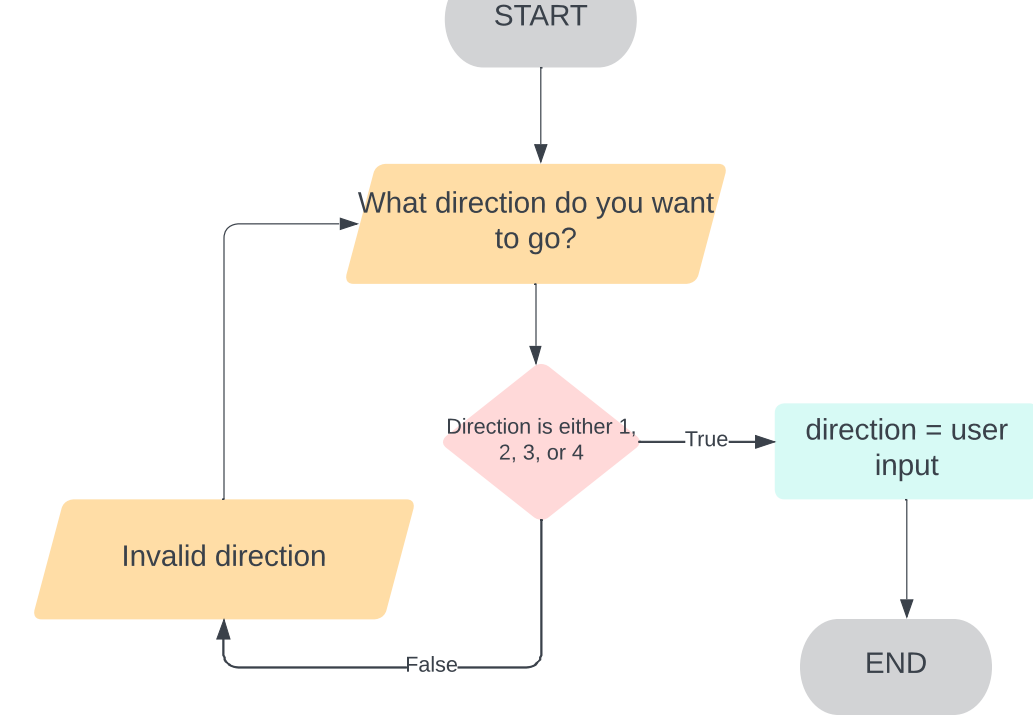 START
What direction do you want
to go?
Direction is either 1,
2, 3, or 4
True
direction = user
input
Invalid direction
False
END